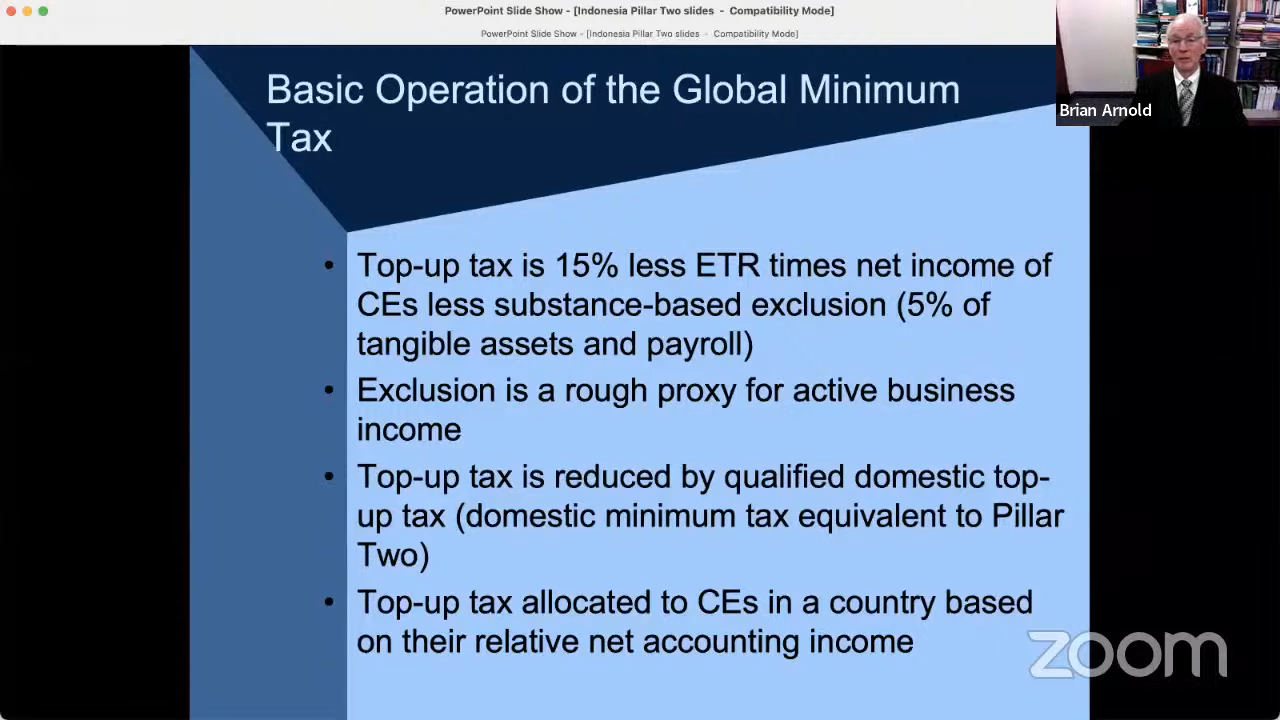 PowerPoint Slide Show - [Indonesia Pillar Two slides - Compatibility Mode]
PowerPoint Slide Show - [Indonesia Pillar Two slides - Compatibility Mode]
Brian Arnold
Basic Operation of the Global Minimum
Tax
• Top-up tax is 15% less ETR times net income of
CEs less substance-based exclusion (5% of
tangible assets and payroll)
• Exclusion is a rough proxy for active business
income
• Top-up tax is reduced by qualified domestic top-
up tax (domestic minimum tax equivalent to Pillar
Two)
• Top-up tax allocated to CEs in a country based
on their relative net accounting income
zoom